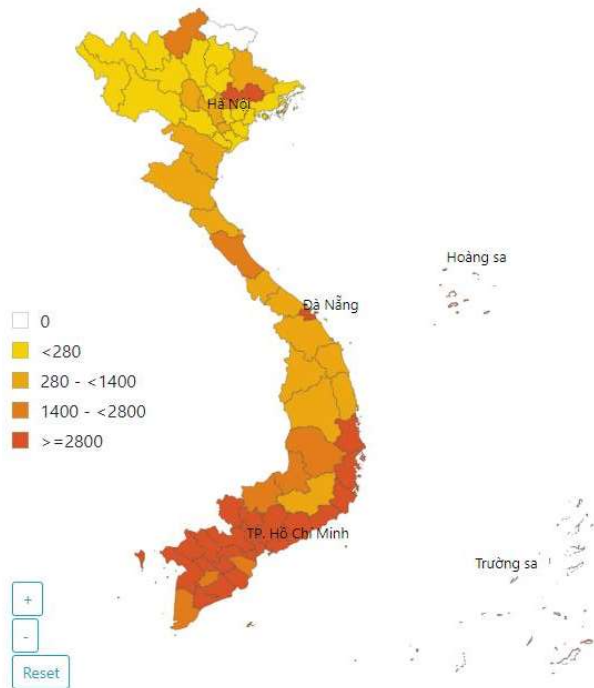 Hà Nội
Hoàng sa
Đà Nẵng
0
<280
280 - <1400
1400 - <2800
>=2800
TP. Hồ Chí Minh
Trường sa
+
-
Reset